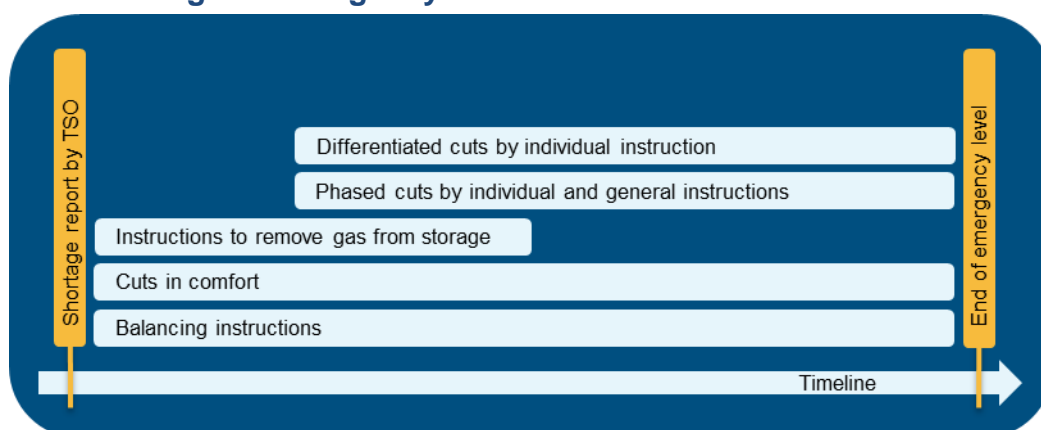 Shortage report by TSO
Differentiated cuts by individual instruction
Phased cuts by individual and general instructions
Instructions to remove gas from storage
Cuts in comfort
Balancing instructions
End of emergency level
Timeline